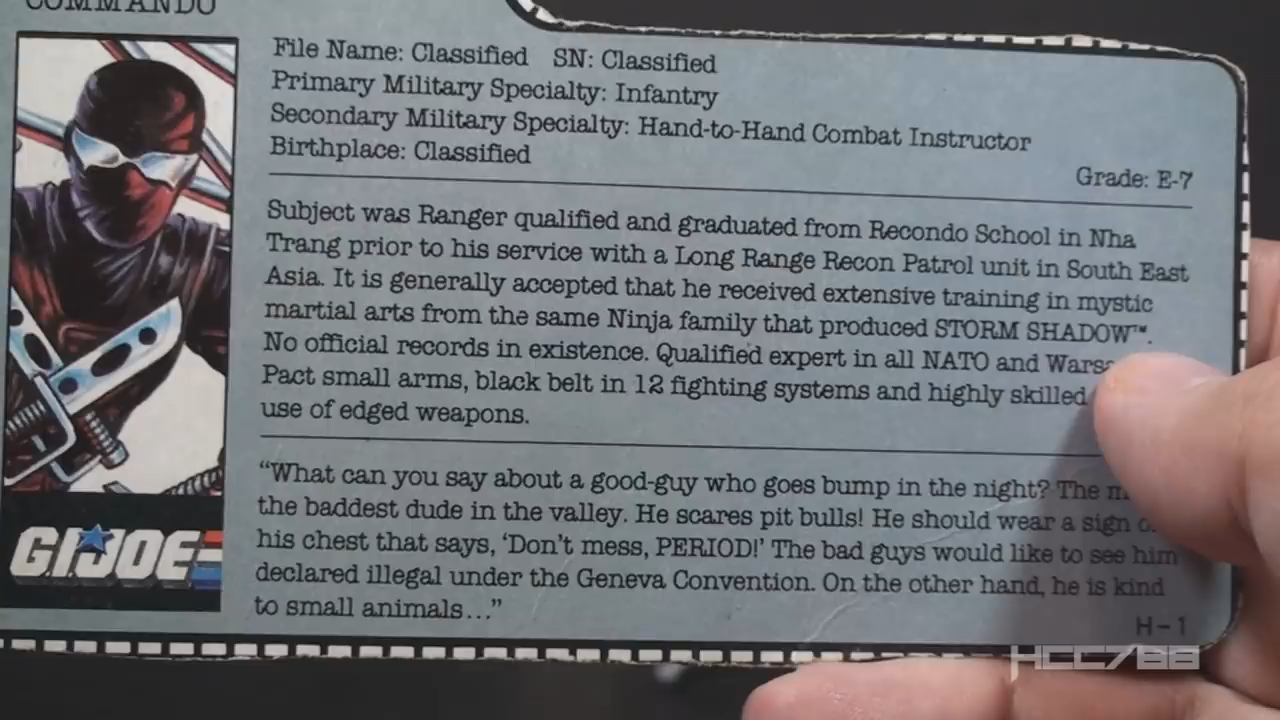 COMMANDO
File Name: Classified SN: Classified
Primary Military Specialty: Infantry
Secondary Military Specialty: Hand-to-Hand Combat Instructor
Birthplace: Classified
Grade: E-7
Subject was Ranger qualified and graduated from Recondo School in Nha
Trang prior to his service with a Long Range Recon Patrol unit in South East
Asia. It is generally accepted that he received extensive training in mystic
martial arts from the same Ninja family that produced STORM SHADOW™.
No official records in existence. Qualified expert in all NATO and
Pact small arms, black belt in 12 fighting systems and highly skilled
use of edged weapons.
“What can you say about a good-guy who goes bump in the night? The
the baddest dude in the valley. He scares pit bulls! He should wear a sign
his chest that says, ‘Don’t mess, PERIOD!’ The bad guys would like to see him
declared illegal under the Geneva Convention. On the other hand, he is kind
to small animals...”
H-1
G.I. JOE
HCC788